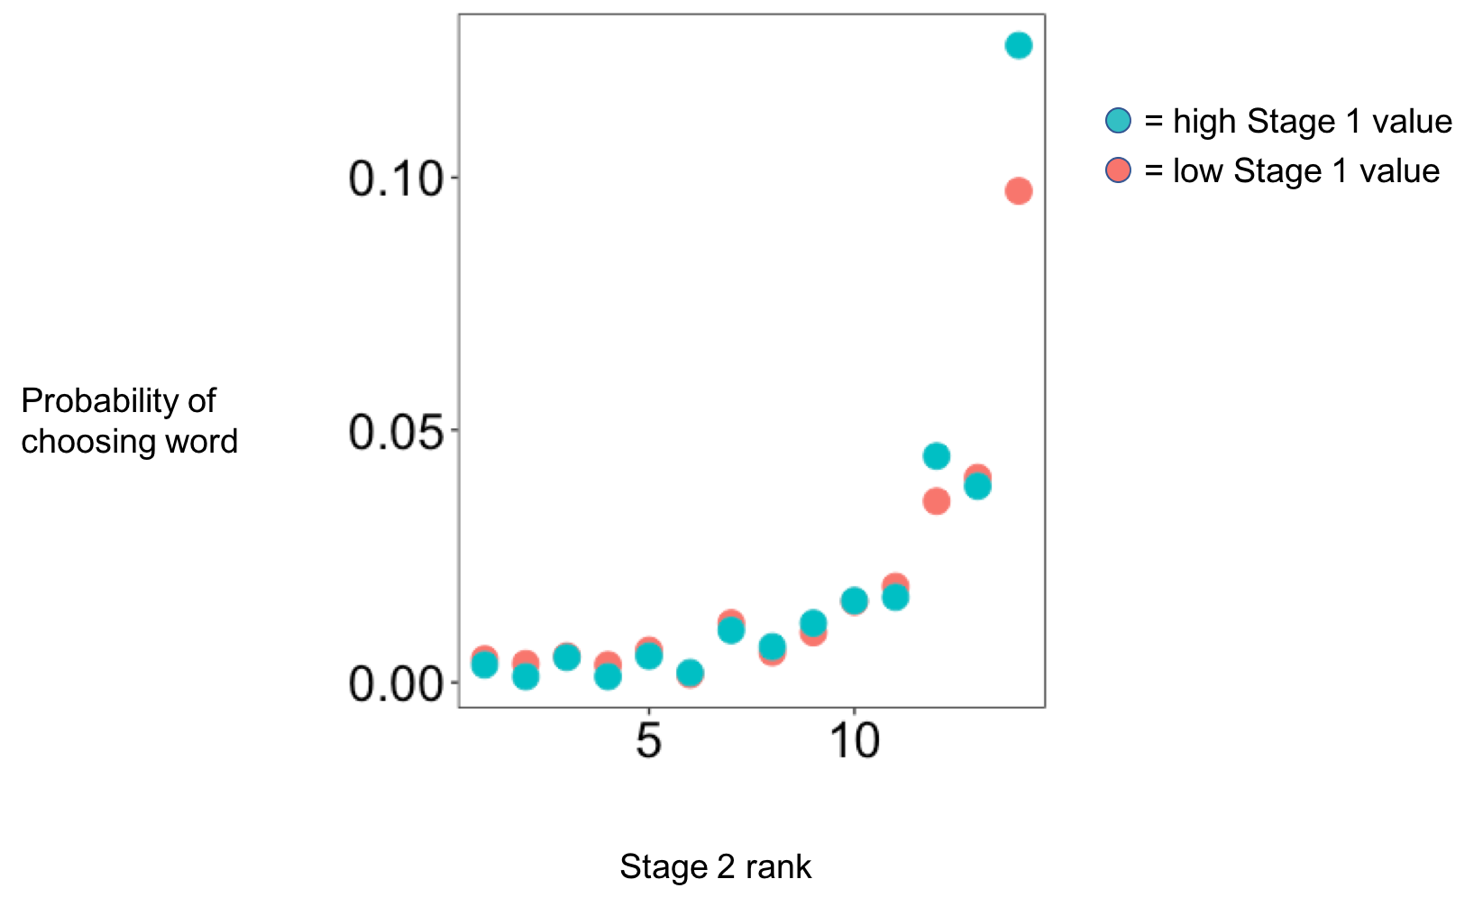 = high Stage 1 value
= low Stage 1 value
0.10
0.05
0.00
Probability of
choosing word
5 10
Stage 2 rank